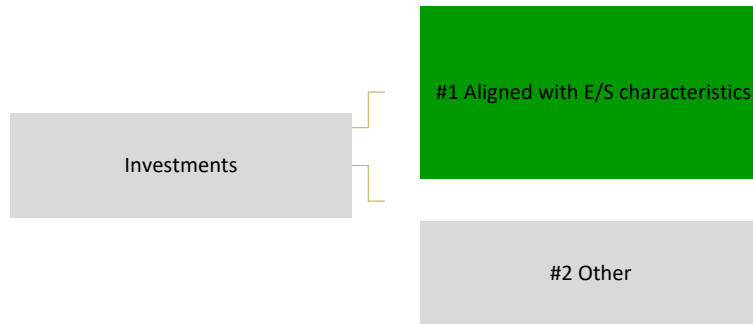 #1 Aligned with E/S characteristics
Investments
#2 Other